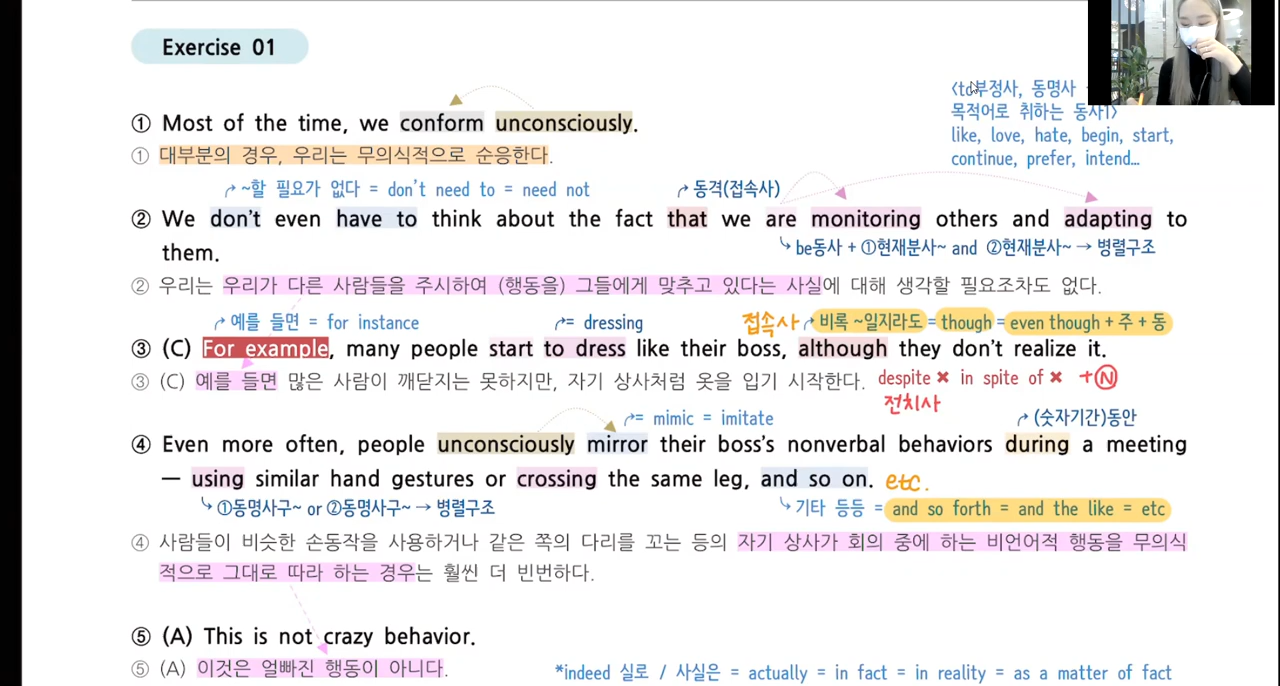 Exercise 01
<to부정사, 동명사
목적어로 취하는 동사!>
like, love, hate, begin, start,
continue, prefer, intend...
① Most of the time, we conform unconsciously.
① 대부분의 경우, 우리는 무의식적으로 순응한다.
~할 필요가 없다 = don't need to = need not
동격(접속사)
② We don't even have to think about the fact that we are monitoring others and adapting to
them.
be동사 + ①현재분사~ and ②현재분사~ → 병렬구조
② 우리는 우리가 다른 사람들을 주시하여 (행동을) 그들에게 맞추고 있다는 사실에 대해 생각할 필요조차도 없다.
예를 들면 = for instance
= dressing
접속사 비록 ~일지라도 = though = even though + 주 + 동
③ (C) For example, many people start to dress like their boss, although they don't realize it.
③ (C) 예를 들면 많은 사람이 깨닫지는 못하지만, 자기 상사처럼 옷을 입기 시작한다.
despite ✖ in spite of ✖ + Ⓝ
전치사
= mimic = imitate
(숫자기간)동안
④ Even more often, people unconsciously mirror their boss's nonverbal behaviors during a meeting
— using similar hand gestures or crossing the same leg, and so on. etc.
①동명사구~ or ②동명사구~ → 병렬구조
기타 등등 = and so forth = and the like = etc
④ 사람들이 비슷한 손동작을 사용하거나 같은 쪽의 다리를 꼬는 등의 자기 상사가 회의 중에 하는 비언어적 행동을 무의식
적으로 그대로 따라 하는 경우는 훨씬 더 빈번하다.
⑤ (A) This is not crazy behavior.
⑤ (A) 이것은 얼빠진 행동이 아니다.
*indeed 실로 / 사실은 = actually = in fact = in reality = as a matter of fact